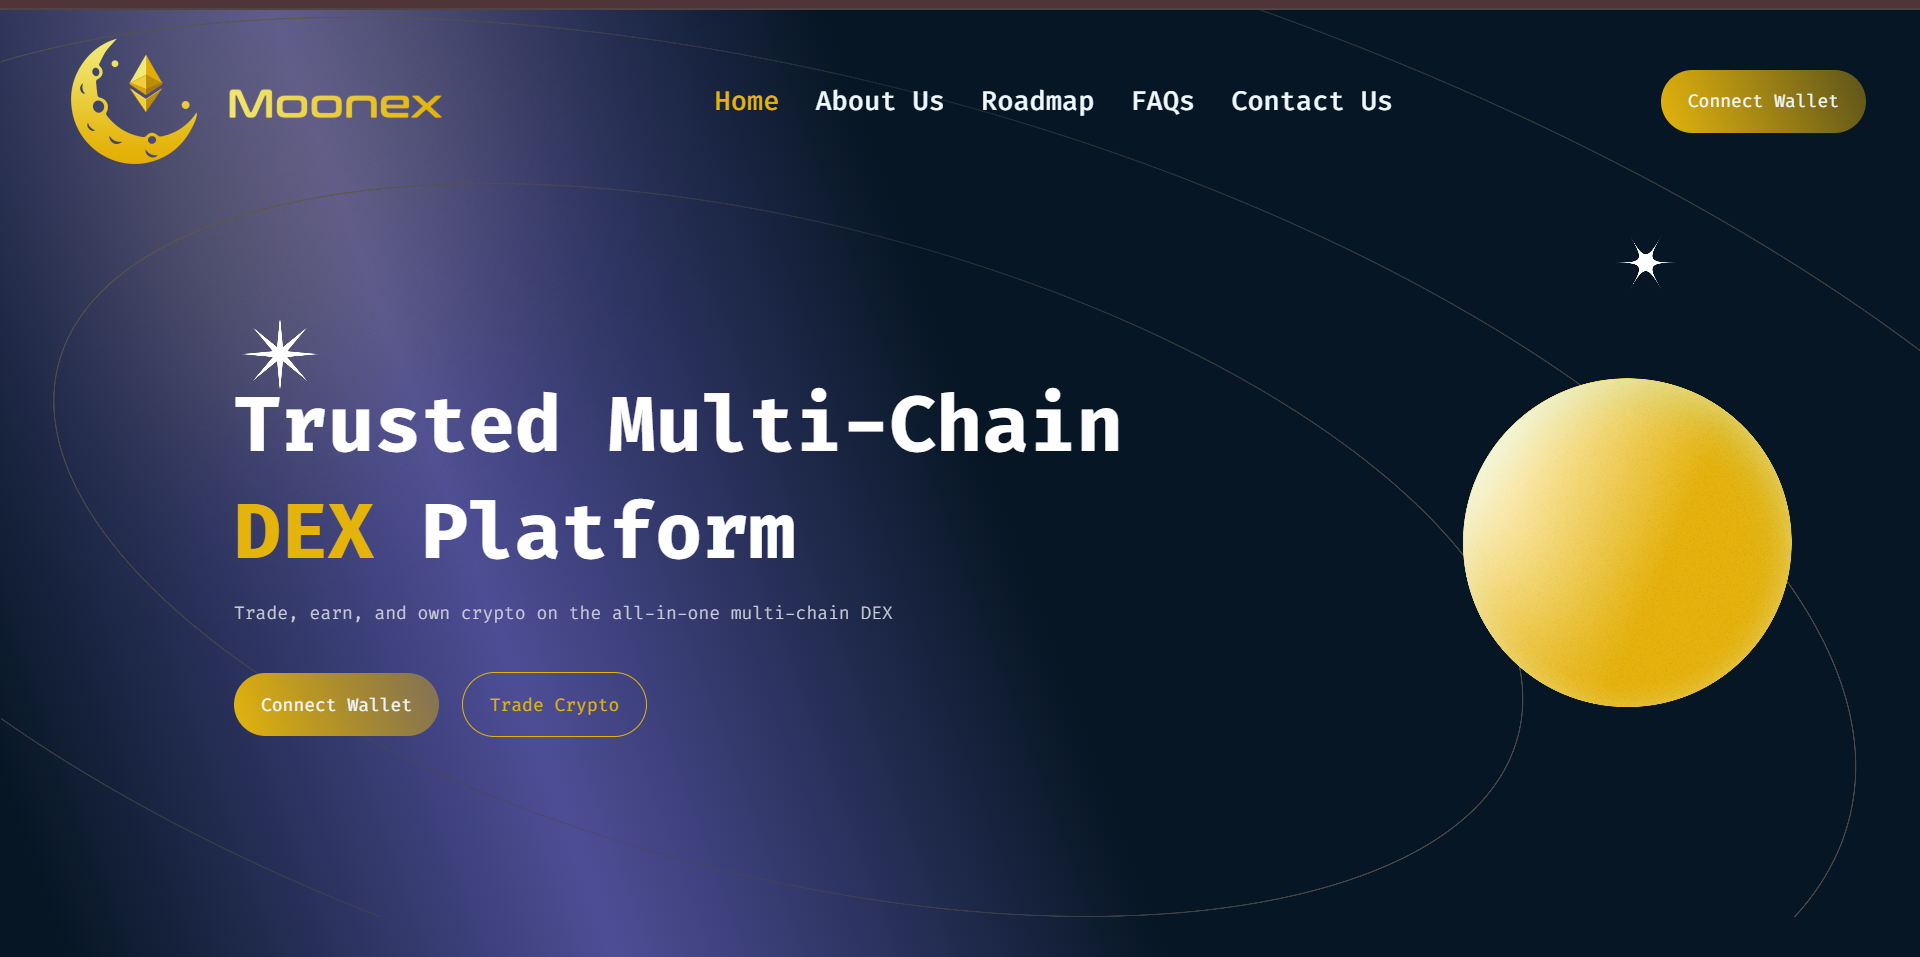 Moonex
Home About Us Roadmap FAQs Contact Us
Connect Wallet
Trusted Multi-Chain
DEX Platform
Trade, earn, and own crypto on the all-in-one multi-chain DEX
Connect Wallet
Trade Crypto